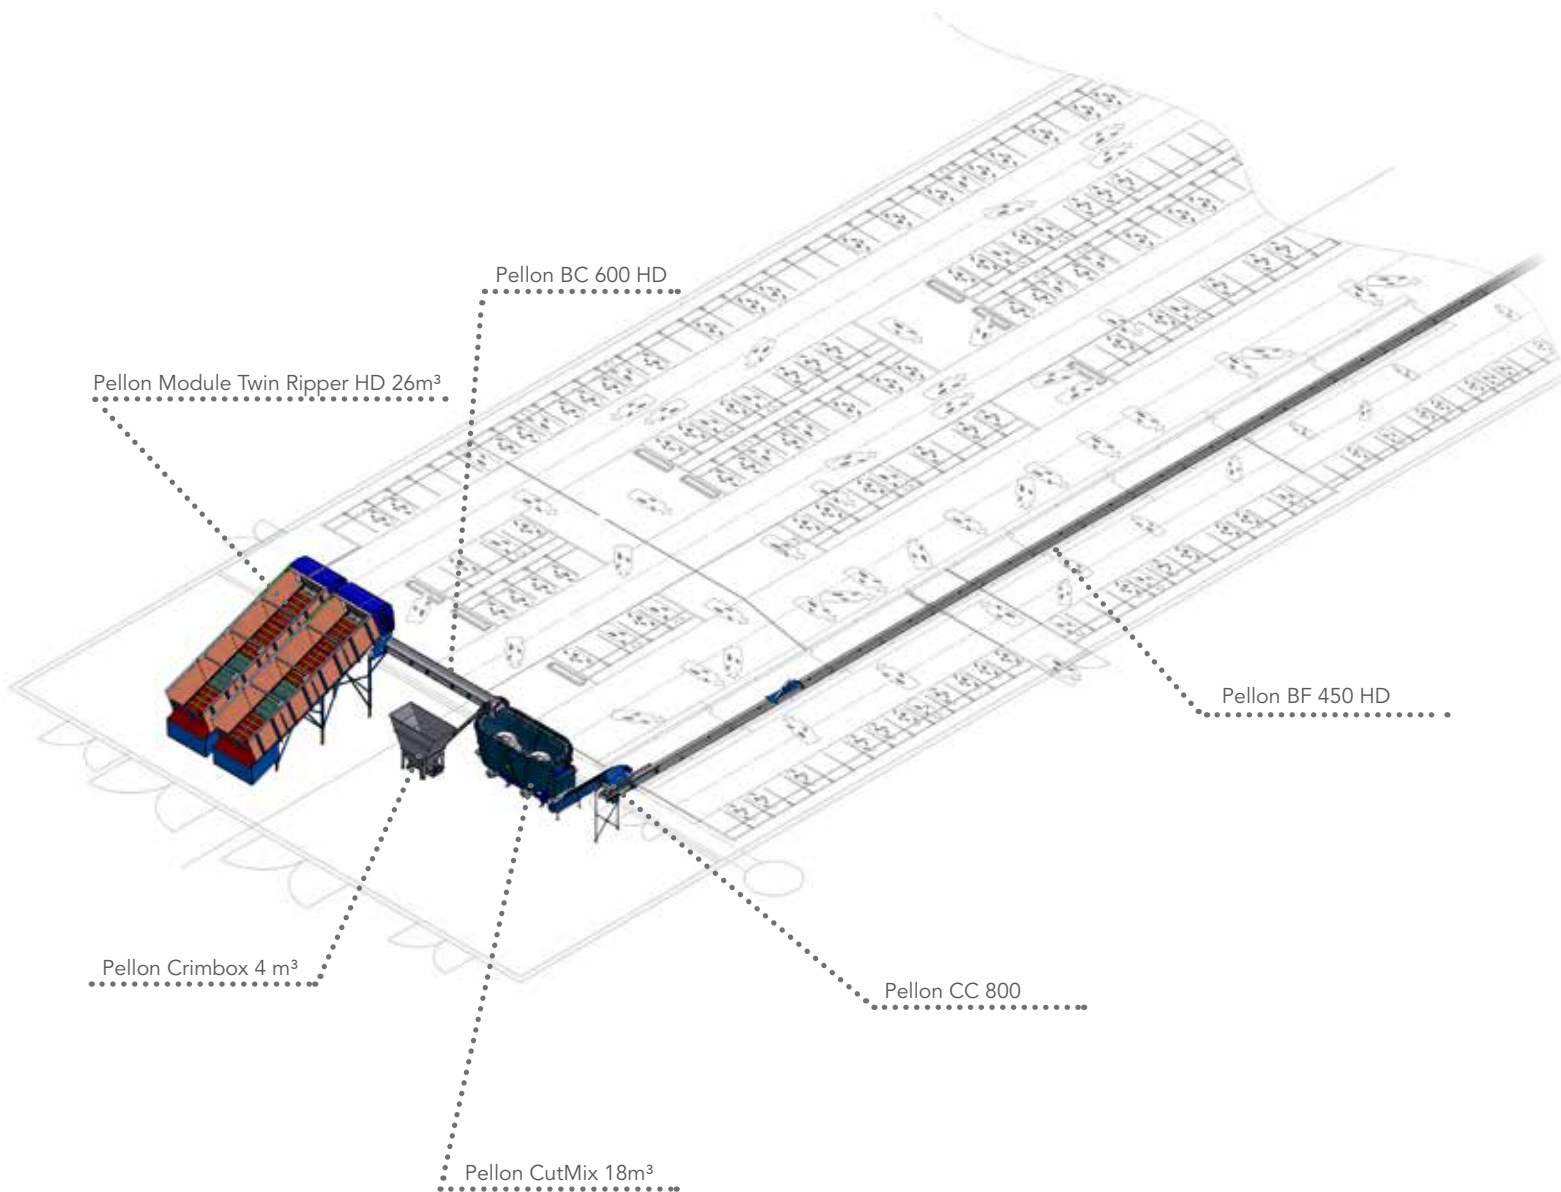 Pellon BC 600 HD
Pellon Module Twin Ripper HD 26m³
Pellon BF 450 HD
Pellon Crimbox 4 m³
Pellon CC 800
Pellon CutMix 18m³